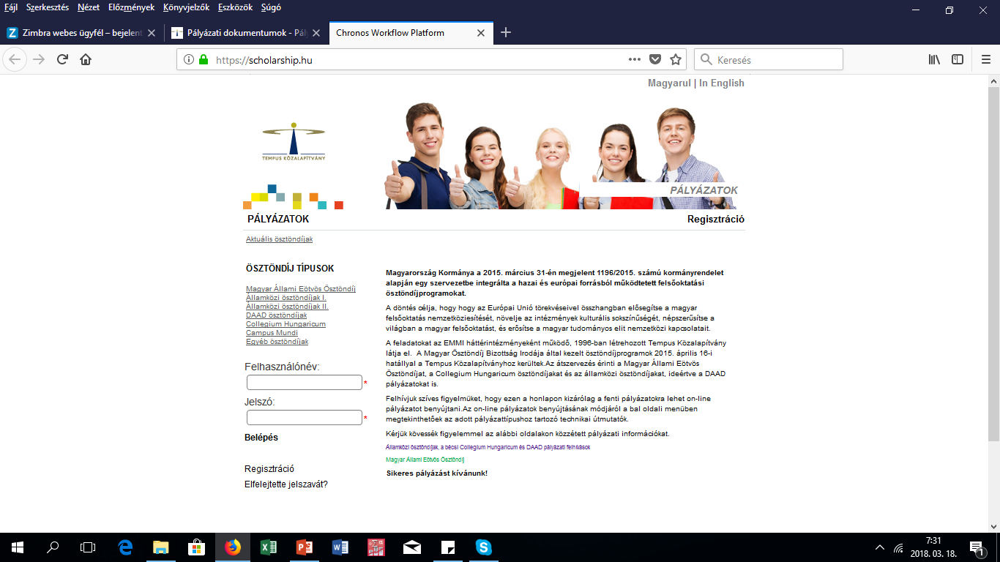 Fájl Szerkesztés Nézet Előzmények Könyvjelzők Eszközök Súgó
Zimbra webes ügyfél – bejelent
Pályázati dokumentumok - Pál
Chronos Workflow Platform
https://scholarship.hu
Keresés
Magyarul | In English
TEMPUS KÖZALAPÍTVÁNY
PÁLYÁZATOK
PÁLYÁZATOK
Regisztráció
Aktuális ösztöndíjak
ÖSZTÖNDÍJ TÍPUSOK
Magyar Állami Eötvös Ösztöndíj
Államközi ösztöndíjak I.
Államközi ösztöndíjak II.
DAAD ösztöndíjak
Collegium Hungaricum
Campus Mundi
Egyéb ösztöndíjak
Felhasználónév:
*
Jelszó:
*
Belépés
Regisztráció
Elfelejtette jelszavát?
Magyarország Kormánya a 2015. március 31-én megjelent 1196/2015. számú kormányrendelet
alapján egy szervezetbe integrálta a hazai és európai forrásból működtetett felsőoktatási
ösztöndíjprogramokat.
A döntés célja, hogy hogy az Európai Unió törekvéseivel összhangban elősegítse a magyar
felsőoktatás nemzetköziesítését, növelje az intézmények kulturális sokszínűségét, népszerűsítse a
világban a magyar felsőoktatást, és erősítse a magyar tudományos elit nemzetközi kapcsolatait.
A feladatokat az EMMI háttérintézményeként működő, 1996-ban létrehozott Tempus Közalapítvány
látja el. A Magyar Ösztöndíj Bizottság Irodája által kezelt ösztöndíjprogramok 2015. április 16-i
hatállyal a Tempus Közalapítványhoz kerültek.Az átszervezés érinti a Magyar Állami Eötvös
Ösztöndíjat, a Collegium Hungaricum ösztöndíjakat és az államközi ösztöndíjakat, ideértve a DAAD
pályázatokat is.
Felhívjuk szíves figyelmüket, hogy ezen a honlapon kizárólag a fenti pályázatokra lehet on-line
pályázatot benyújtani.Az on-line pályázatok benyújtásának módjáról a bal oldali menüben
megtekinthetőek az adott pályázattípushoz tartozó technikai útmutatók.
Kérjük kövessék figyelemmel az alábbi oldalakon közzétett pályázati információkat.
Államközi ösztöndíjak, a bécsi Collegium Hungaricum és DAAD pályázati felhívások
Magyar Állami Eötvös Ösztöndíj
Sikeres pályázást kívánunk!
7:31
2018. 03. 18.
1